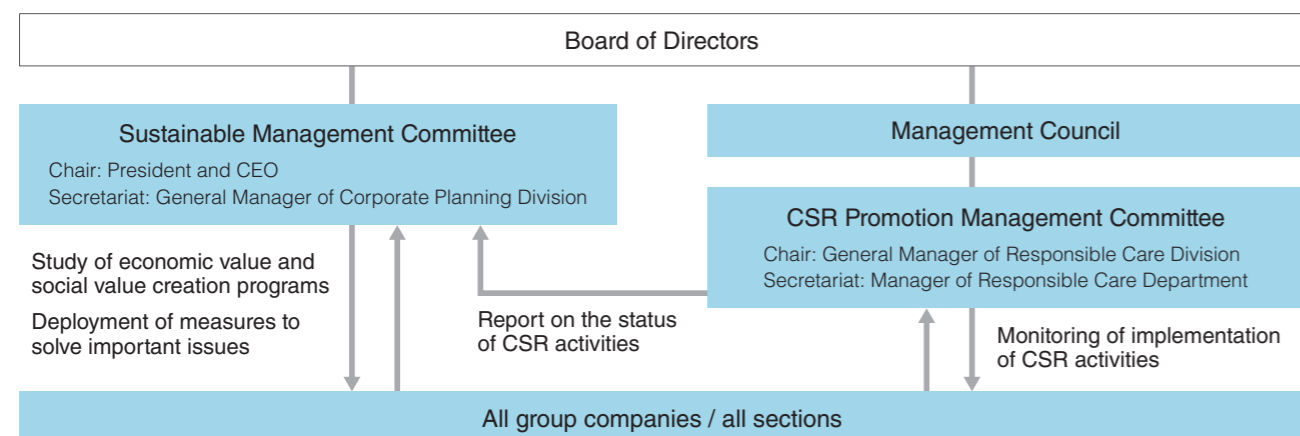 Board of Directors
Sustainable Management Committee
Chair: President and CEO
Secretariat: General Manager of Corporate Planning Division
Management Council
CSR Promotion Management Committee
Chair: General Manager of Responsible Care Division
Secretariat: Manager of Responsible Care Department
Study of economic value and
social value creation programs
Deployment of measures to
solve important issues
Report on the status
of CSR activities
Monitoring of implementation
of CSR activities
All group companies / all sections